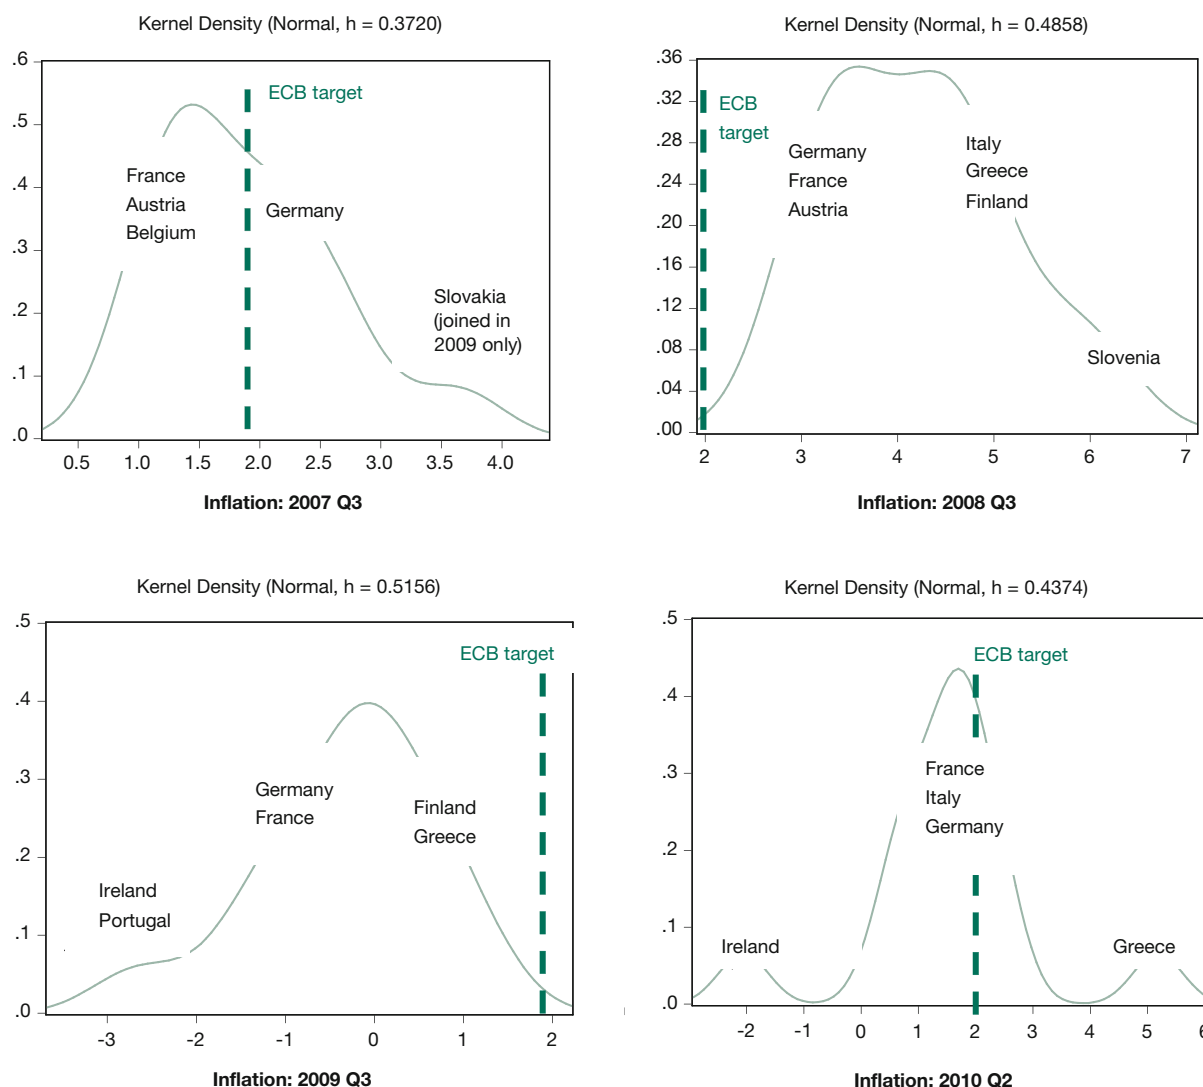 Kernel Density (Normal, h = 0.3720)
.6
.5
.4
.3
.2
.1
.0
ECB target
France
Austria
Belgium
Germany
Slovakia
(joined in
2009 only)
0.5 1.0 1.5 2.0 2.5 3.0 3.5 4.0
Inflation: 2007 Q3
Kernel Density (Normal, h = 0.4858)
.36
.32
.28
.24
.20
.16
.12
.08
.04
.00
ECB
target
Germany
France
Austria
Italy
Greece
Finland
Slovenia
2 3 4 5 6 7
Inflation: 2008 Q3
Kernel Density (Normal, h = 0.5156)
.5
.4
.3
.2
.1
.0
ECB target
Germany
France
Finland
Greece
Ireland
Portugal
-3 -2 -1 0 1 2
Inflation: 2009 Q3
Kernel Density (Normal, h = 0.4374)
.5
.4
.3
.2
.1
.0
ECB target
France
Italy
Germany
Ireland
Greece
-2 -1 0 1 2 3 4 5 6
Inflation: 2010 Q2